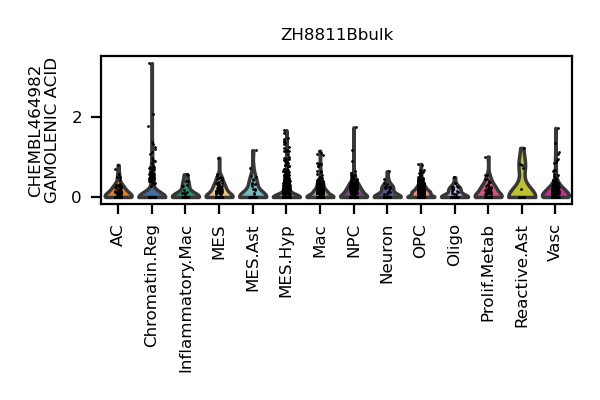 ZH8811Bbulk
CHEMBL464982
GAMOLENIC ACID
2
0
AC
Chromatin.Reg
Inflammatory.Mac
MES
MES.Ast
MES.Hyp
Mac
NPC
Neuron
OPC
Oligo
Prolif.Metab
Reactive.Ast
Vasc